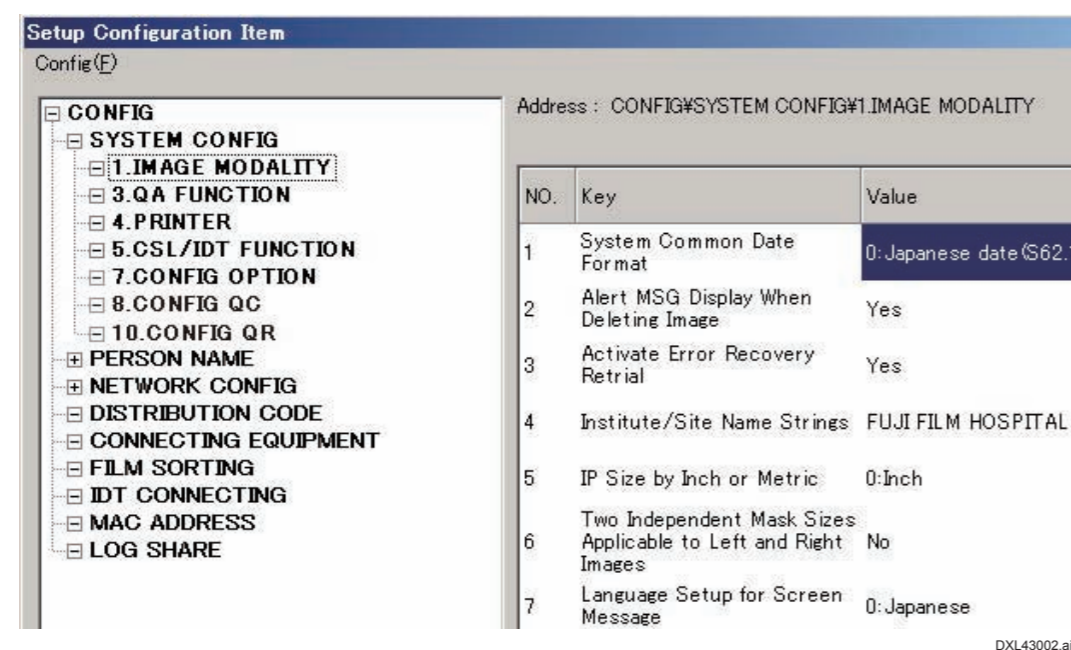 Setup Configuration Item
Config(F)
CONFIG
SYSTEM CONFIG
1.IMAGE MODALITY
3.QA FUNCTION
4.PRINTER
5.CSL/IDT FUNCTION
7.CONFIG OPTION
8.CONFIG QC
10.CONFIG QR
PERSON NAME
NETWORK CONFIG
DISTRIBUTION CODE
CONNECTING EQUIPMENT
FILM SORTING
IDT CONNECTING
MAC ADDRESS
LOG SHARE
Address : CONFIG¥SYSTEM CONFIG¥1.IMAGE MODALITY
NO. Key Value
1 System Common Date Format 0:Japanese date(S62.
2 Alert MSG Display When Deleting Image Yes
3 Activate Error Recovery Retrial Yes
4 Institute/Site Name Strings FUJI FILM HOSPITAL
5 IP Size by Inch or Metric 0:Inch
6 Two Independent Mask Sizes Applicable to Left and Right Images No
7 Language Setup for Screen Message 0:Japanese
DXL43002.ai